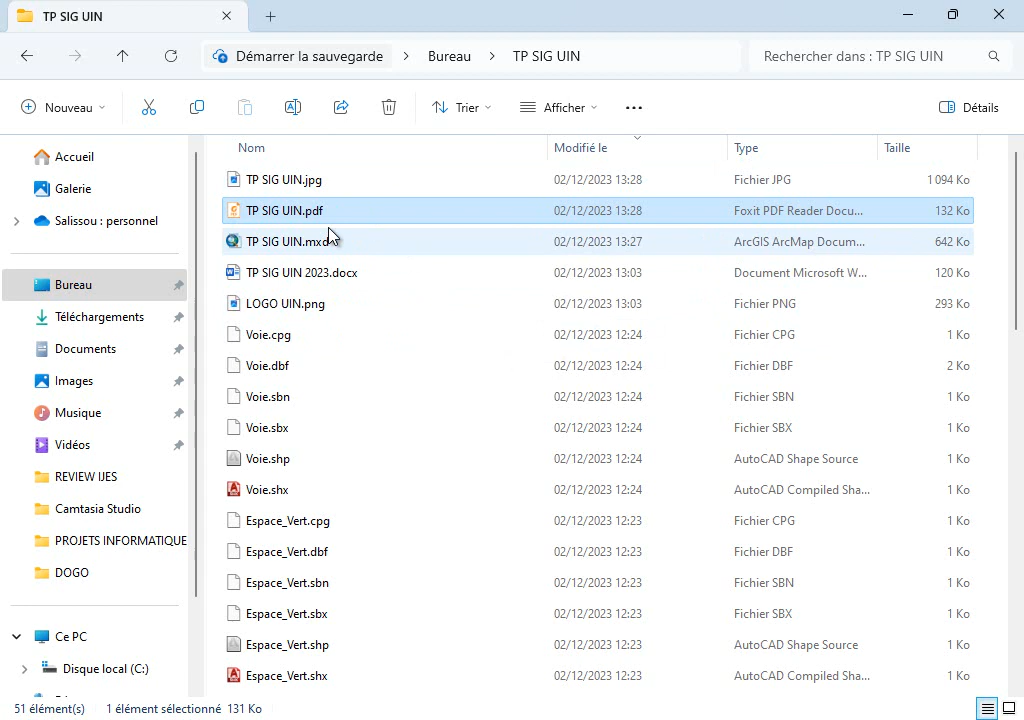 TP SIG UIN
Démarrer la sauvegarde > Bureau > TP SIG UIN
Rechercher dans : TP SIG UIN
Nouveau
Trier
Afficher
Détails
Accueil
Galerie
Salissou : personnel
Bureau
Téléchargements
Documents
Images
Musique
Vidéos
REVIEW IJES
Camtasia Studio
PROJETS INFORMATIQUE
DOGO
Ce PC
Disque local (C:)
Nom Modifié le Type Taille
TP SIG UIN.jpg 02/12/2023 13:28 Fichier JPG 1 094 Ko
TP SIG UIN.pdf 02/12/2023 13:28 Foxit PDF Reader Docu... 132 Ko
TP SIG UIN.mxd 02/12/2023 13:27 ArcGIS ArcMap Docum... 642 Ko
TP SIG UIN 2023.docx 02/12/2023 13:03 Document Microsoft W... 120 Ko
LOGO UIN.png 02/12/2023 13:03 Fichier PNG 293 Ko
Voie.cpg 02/12/2023 12:24 Fichier CPG 1 Ko
Voie.dbf 02/12/2023 12:24 Fichier DBF 2 Ko
Voie.sbn 02/12/2023 12:24 Fichier SBN 1 Ko
Voie.sbx 02/12/2023 12:24 Fichier SBX 1 Ko
Voie.shp 02/12/2023 12:24 AutoCAD Shape Source 1 Ko
Voie.shx 02/12/2023 12:24 AutoCAD Compiled Sha... 1 Ko
Espace_Vert.cpg 02/12/2023 12:23 Fichier CPG 1 Ko
Espace_Vert.dbf 02/12/2023 12:23 Fichier DBF 1 Ko
Espace_Vert.sbn 02/12/2023 12:23 Fichier SBN 1 Ko
Espace_Vert.sbx 02/12/2023 12:23 Fichier SBX 1 Ko
Espace_Vert.shp 02/12/2023 12:23 AutoCAD Shape Source 1 Ko
Espace_Vert.shx 02/12/2023 12:23 AutoCAD Compiled Sha... 1 Ko
51 élément(s) 1 élément sélectionné 131 Ko